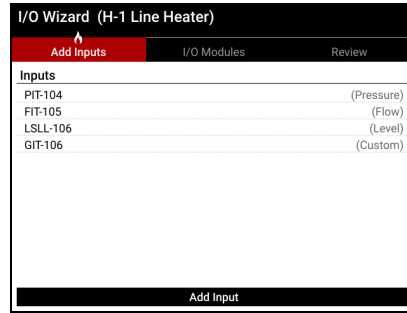 I/O Wizard (H-1 Line Heater)
Add Inputs I/O Modules Review
Inputs
PIT-104 (Pressure)
FIT-105 (Flow)
LSLL-106 (Level)
GIT-106 (Custom)
Add Input